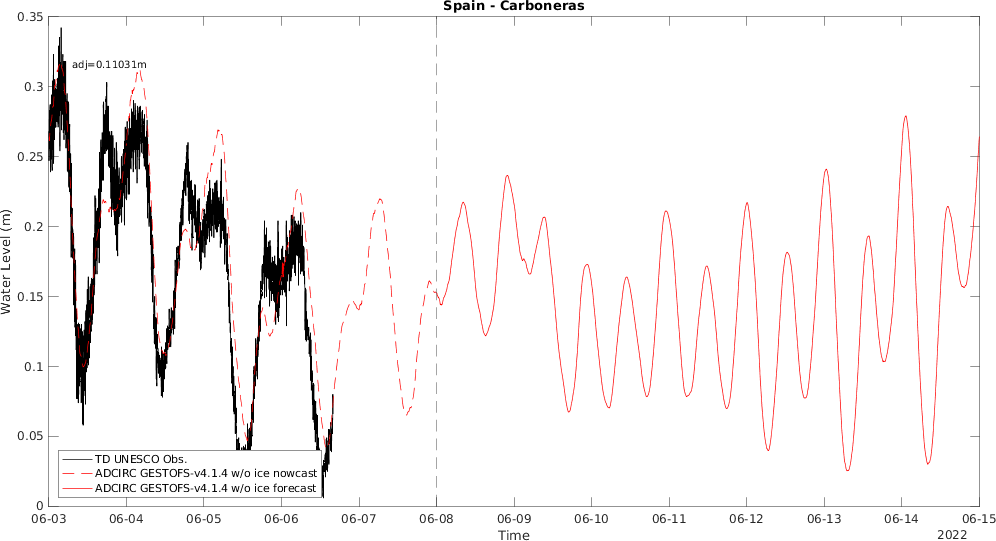 Spain - Carboneras
0.35
0.3
0.25
0.2
0.15
0.1
0.05
0
Water Level (m)
adj=0.11031m
TD UNESCO Obs.
ADCIRC GESTOFS-v4.1.4 w/o ice nowcast
ADCIRC GESTOFS-v4.1.4 w/o ice forecast
06-03 06-04 06-05 06-06 06-07 06-08 06-09 06-10 06-11 06-12 06-13 06-14 06-15
Time
2022